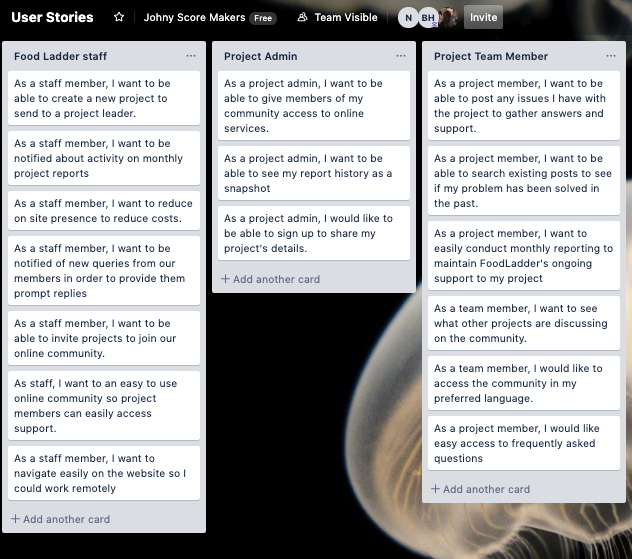 User Stories
Johny Score Makers Free
Team Visible
N
BH
Invite
Food Ladder staff
As a staff member, I want to be
able to create a new project to
send to a project leader.
As a staff member, I want to be
notified about activity on monthly
project reports
As a staff member, I want to reduce
on site presence to reduce costs.
As a staff member, I want to be
notified of new queries from our
members in order to provide them
prompt replies
As a staff member, I want to be
able to invite projects to join our
online community.
As staff, I want to an easy to use
online community so project
members can easily access
support.
As a staff member, I want to
navigate easily on the website so I
could work remotely
+ Add another card
Project Admin
As a project admin, I want to be
able to give members of my
community access to online
services.
As a project admin, I want to be
able to see my report history as a
snapshot
As a project admin, I would like to
be able to sign up to share my
project's details.
+ Add another card
Project Team Member
As a project member, I want to be
able to post any issues I have with
the project to gather answers and
support.
As a project member, I want to be
able to search existing posts to see
if my problem has been solved in
the past.
As a project member, I want to
easily conduct monthly reporting to
maintain FoodLadder's ongoing
support to my project
As a team member, I want to see
what other projects are discussing
on the community.
As a team member, I would like to
access the community in my
preferred language.
As a project member, I would like
easy access to frequently asked
questions
+ Add another card